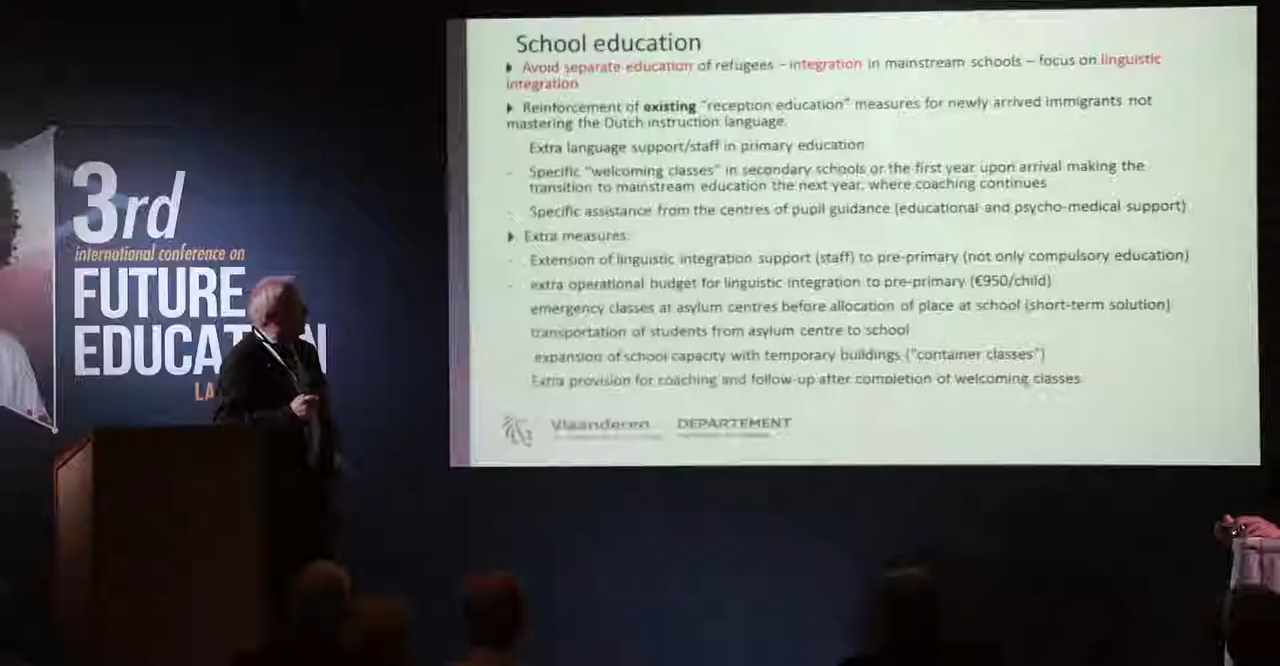 3rd
international conference on
FUTURE
EDUCA N
LA
School education
Avoid separate education of refugees – integration in mainstream schools – focus on linguistic
integration
Reinforcement of existing "reception education" measures for newly arrived immigrants not
mastering the Dutch instruction language.
Extra language support/staff in primary education
- Specific "welcoming classes" in secondary schools or the first year upon arrival making the
transition to mainstream education the next year, where coaching continues
- Specific assistance from the centres of pupil guidance (educational and psycho-medical support)
Extra measures:
- Extension of linguistic integration support (staff) to pre-primary (not only compulsory education)
- extra operational budget for linguistic integration to pre-primary (€950/child)
emergency classes at asylum centres before allocation of place at school (short-term solution)
transportation of students from asylum centre to school
expansion of school capacity with temporary buildings ("container classes")
Extra provision for coaching and follow-up after completion of welcoming classes
Vlaanderen DEPARTEMENT